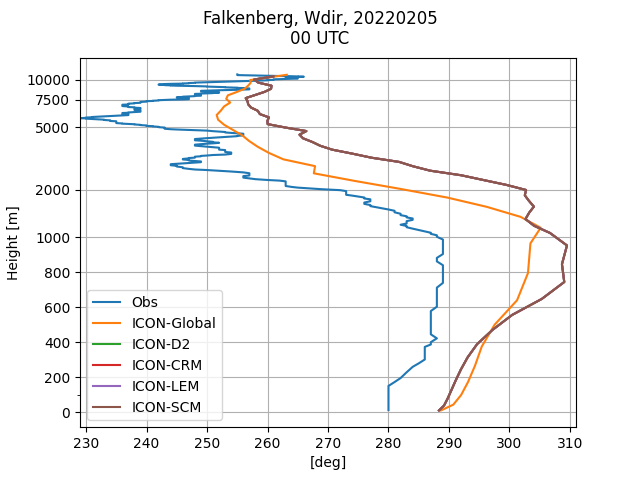 Falkenberg, Wdir, 20220205
00 UTC
Height [m]
10000
7500
5000
2000
1000
800
600
400
200
0
Obs
ICON-Global
ICON-D2
ICON-CRM
ICON-LEM
ICON-SCM
230 240 250 260 270 280 290 300 310
[deg]